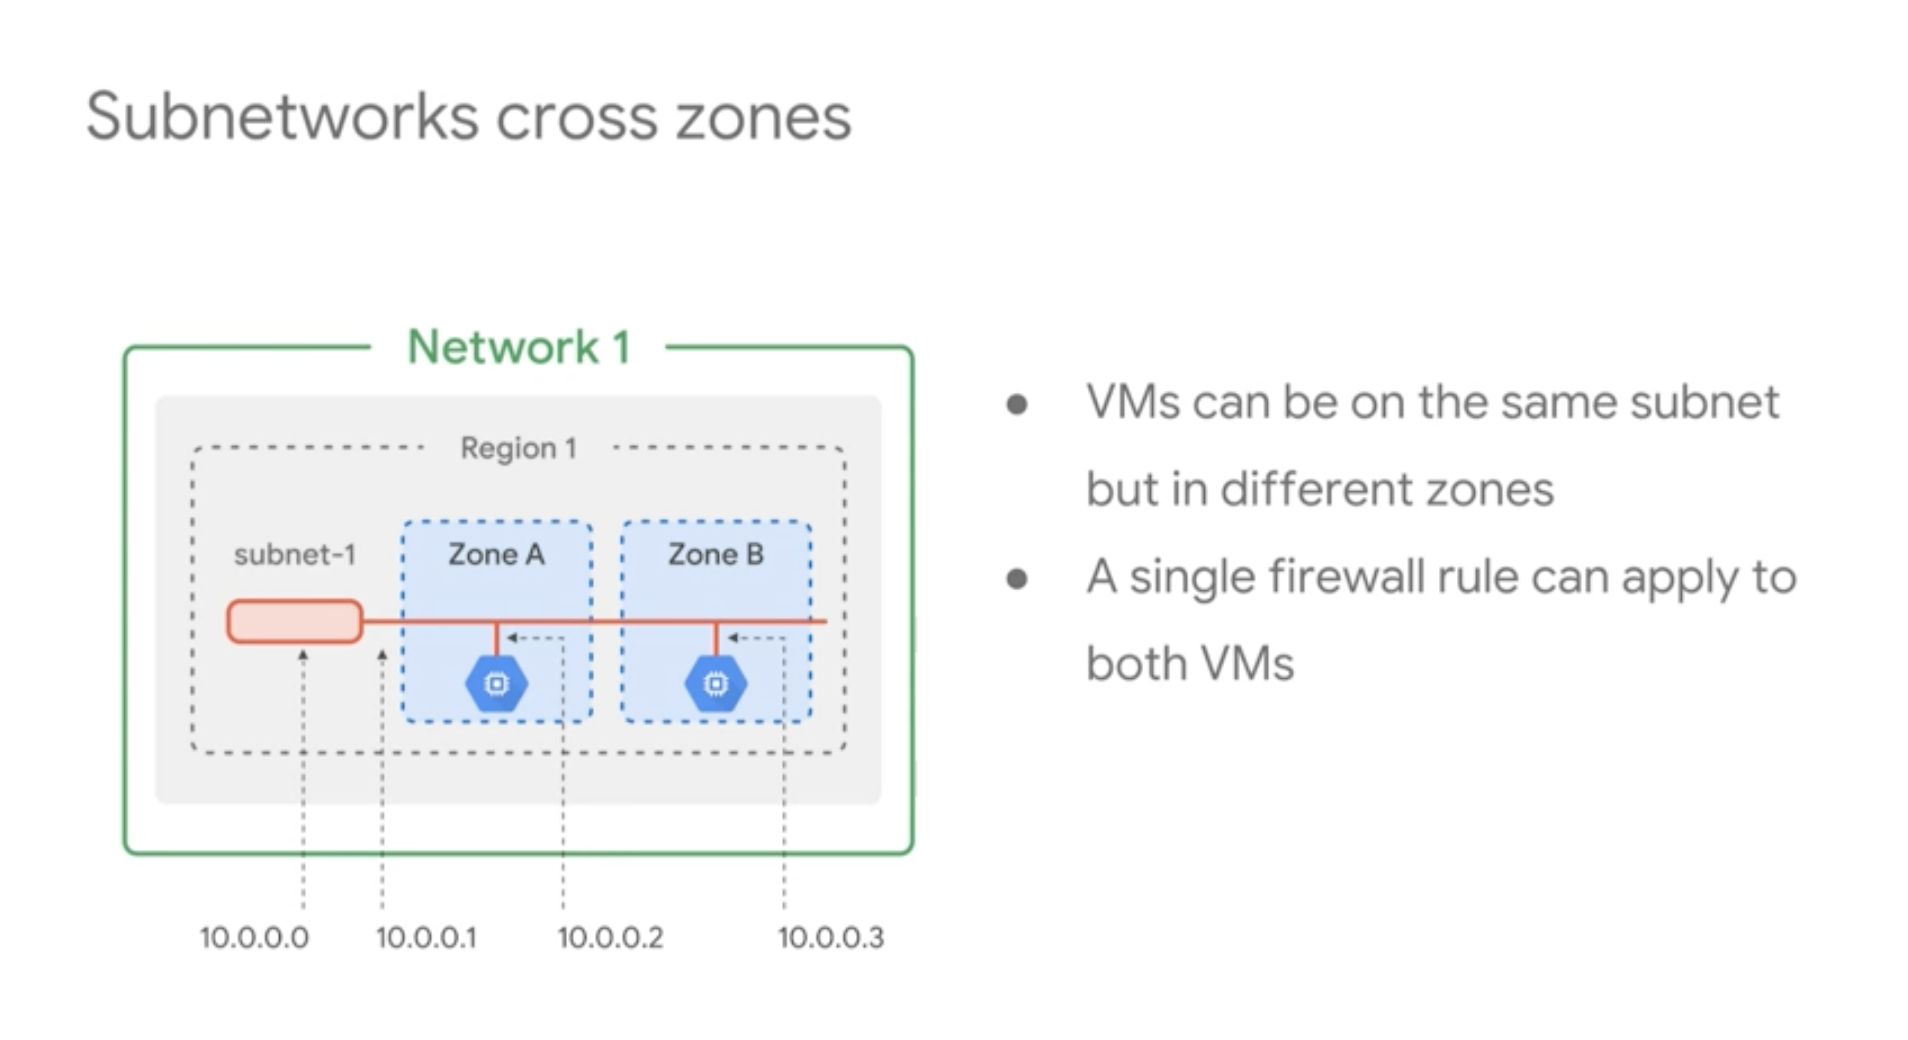 Subnetworks cross zones
Network 1
Region 1
subnet-1
Zone A
Zone B
10.0.0.0
10.0.0.1
10.0.0.2
10.0.0.3
● VMs can be on the same subnet
but in different zones
● A single firewall rule can apply to
both VMs